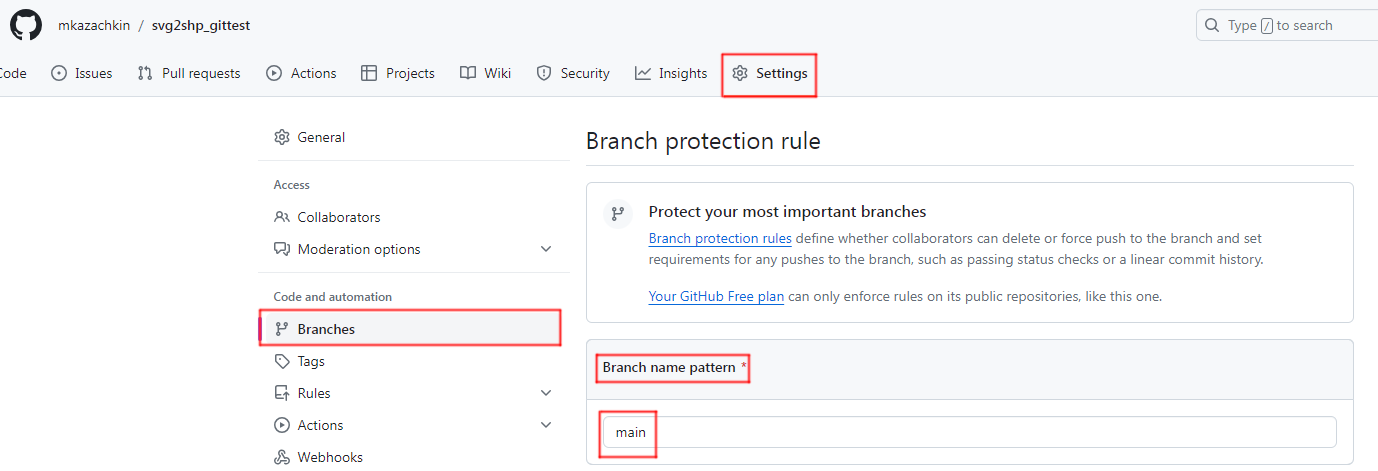 mkazachkin / svg2shp_gittest
Type / to search
Code Issues Pull requests Actions Projects Wiki Security Insights Settings
General
Access
Collaborators
Moderation options
Code and automation
Branches
Tags
Rules
Actions
Webhooks
Branch protection rule
Protect your most important branches
Branch protection rules define whether collaborators can delete or force push to the branch and set
requirements for any pushes to the branch, such as passing status checks or a linear commit history.
Your GitHub Free plan can only enforce rules on its public repositories, like this one.
Branch name pattern *
main